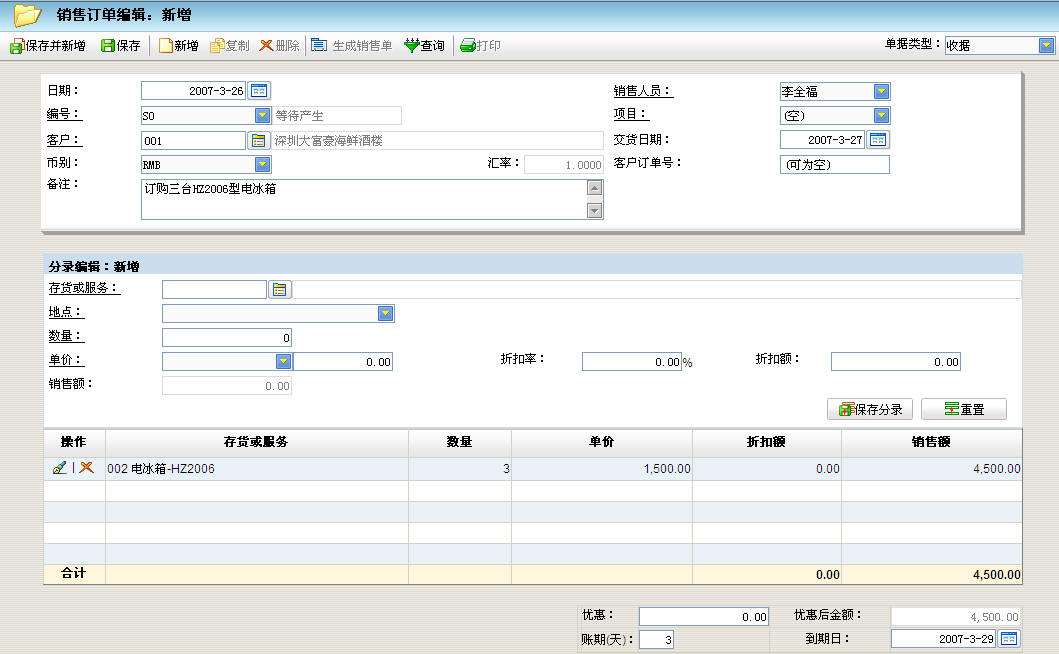 销售订单编辑：新增
保存并新增 保存 新增 复制 删除 生成销售单 查询 打印 单据类型： 收据
日期： 2007-3-26 销售人员： 李全福
编号： SO 等待产生 项目： (空)
客户： 001 深圳大富豪海鲜酒楼 交货日期： 2007-3-27
币别： RMB 汇率： 1.0000 客户订单号： (可为空)
备注： 订购三台HZ2006型电冰箱
分录编辑：新增
存货或服务：
地点：
数量： 0
单价： 0.00 折扣率： 0.00 % 折扣额： 0.00
销售额： 0.00
保存分录 重置
操作 存货或服务 数量 单价 折扣额 销售额
| 002 电冰箱-HZ2006 3 1,500.00 0.00 4,500.00
合计 0.00 4,500.00
优惠： 0.00 优惠后金额： 4,500.00
账期(天)： 3 到期日： 2007-3-29